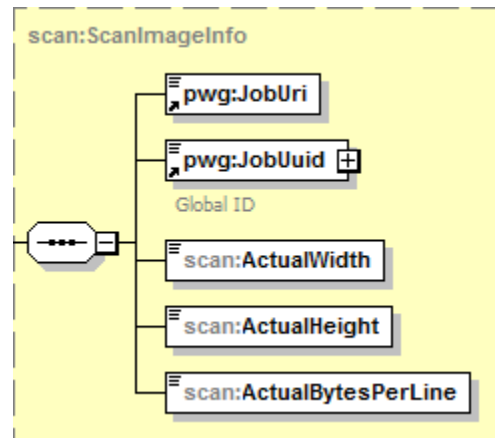 scan:ScanImageInfo
pwg:JobUri
pwg:JobUuid
Global ID
scan:ActualWidth
scan:ActualHeight
scan:ActualBytesPerLine